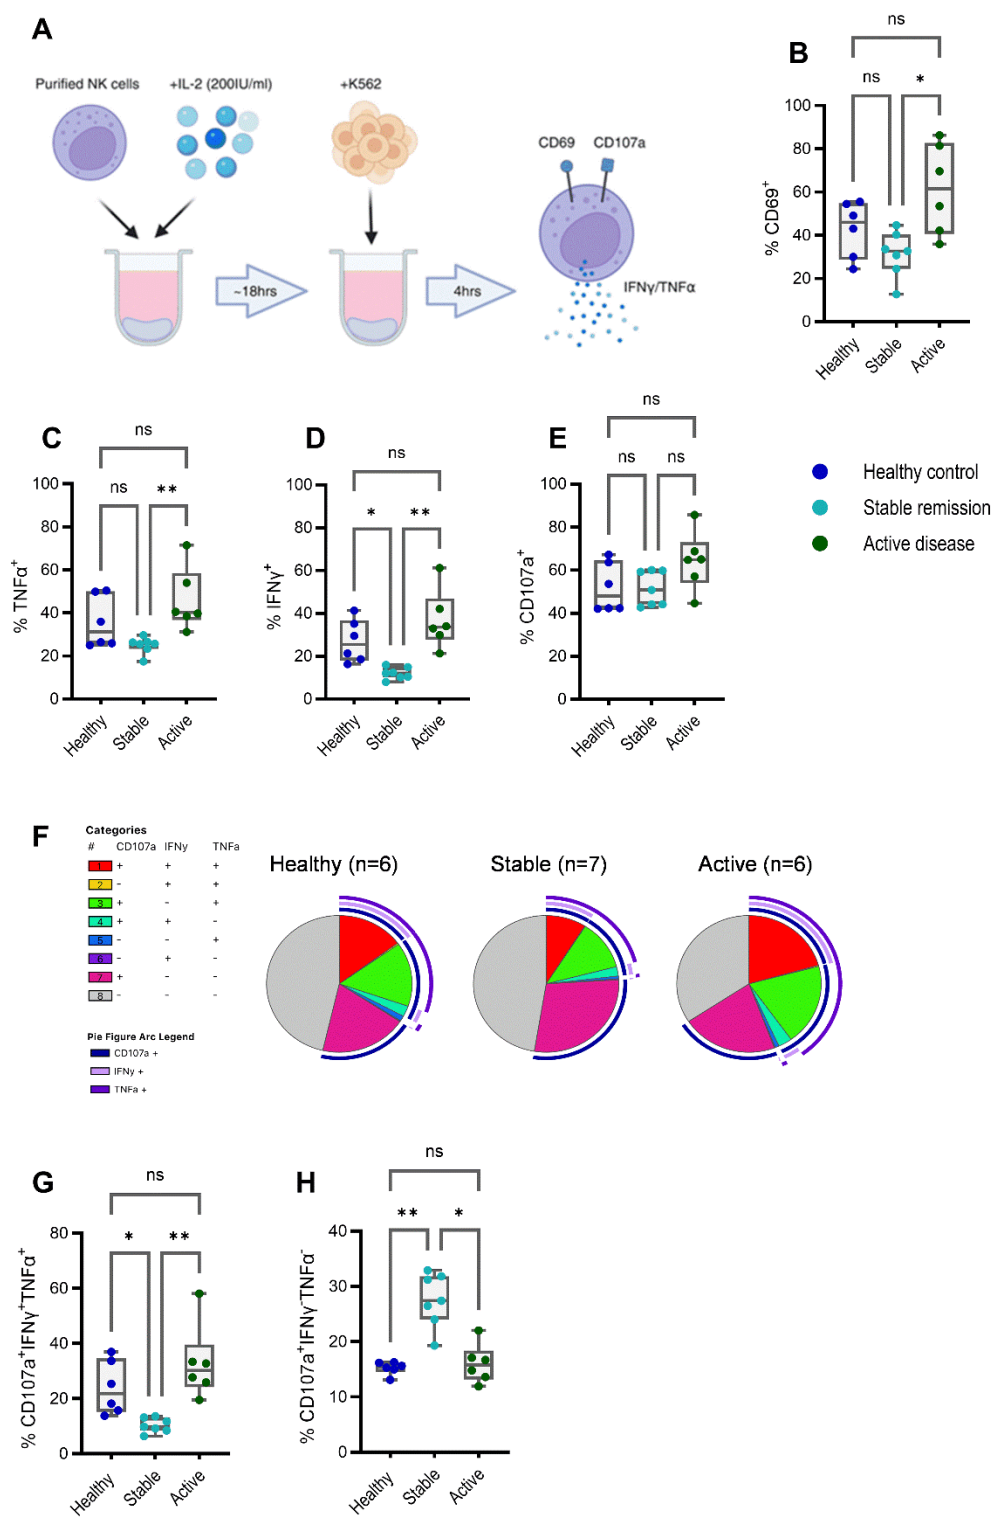 A
Purified NK cells
+IL-2 (200IU/ml)
+K562
~18hrs
4hrs
CD69
CD107a
IFNγ/TNFα
B
ns
ns
*
% CD69⁺
100
80
60
40
20
0
Healthy
Stable
Active
C
ns
ns
**
% TNFα⁺
100
80
60
40
20
0
Healthy
Stable
Active
D
ns
*
**
% IFNγ⁺
100
80
60
40
20
0
Healthy
Stable
Active
E
ns
ns
ns
% CD107a⁺
100
80
60
40
20
0
Healthy
Stable
Active
Healthy control
Stable remission
Active disease
F
Categories
# CD107a IFNy TNFa
1 + + +
2 - + +
3 + - +
4 + + -
5 - - +
6 - + -
7 + - -
8 - - -
Pie Figure Arc Legend
CD107a +
IFNy +
TNFa +
Healthy (n=6)
Stable (n=7)
Active (n=6)
G
ns
*
**
% CD107a⁺IFNγ⁺TNFα⁺
80
60
40
20
0
Healthy
Stable
Active
H
ns
**
*
% CD107a⁺IFNγ⁻TNFα⁻
40
30
20
10
0
Healthy
Stable
Active